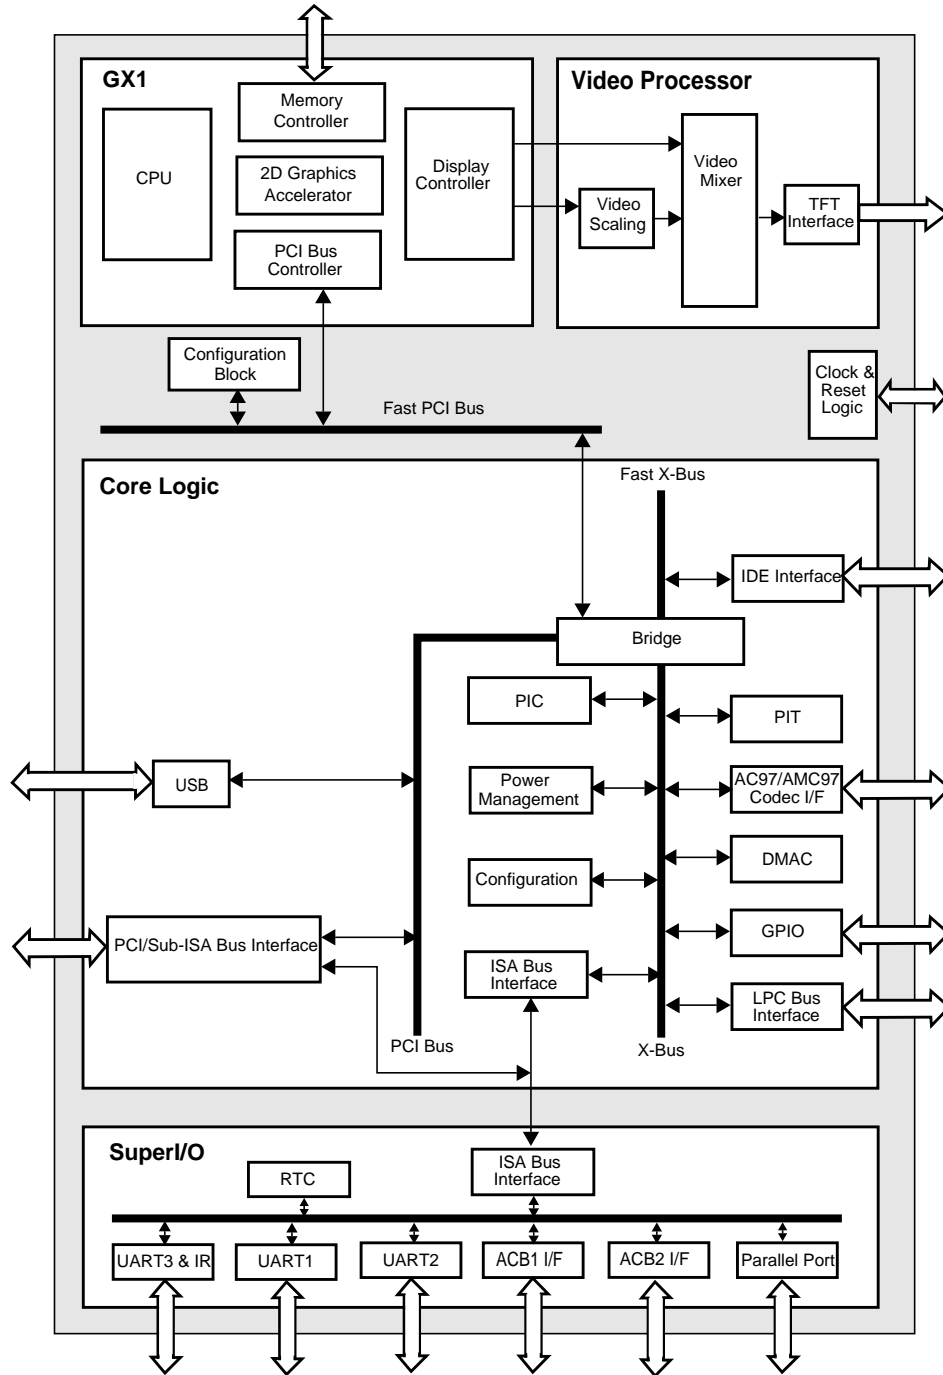 GX1
Memory
Controller
CPU
2D Graphics
Accelerator
Display
Controller
PCI Bus
Controller
Video Processor
Video
Mixer
Video
Scaling
TFT
Interface
Configuration
Block
Clock &
Reset
Logic
Fast PCI Bus
Core Logic
Fast X-Bus
IDE Interface
Bridge
PIC
PIT
USB
Power
Management
AC97/AMC97
Codec I/F
DMAC
Configuration
GPIO
PCI/Sub-ISA Bus Interface
ISA Bus
Interface
LPC Bus
Interface
PCI Bus
X-Bus
SuperI/O
ISA Bus
Interface
RTC
UART3 & IR
UART1
UART2
ACB1 I/F
ACB2 I/F
Parallel Port